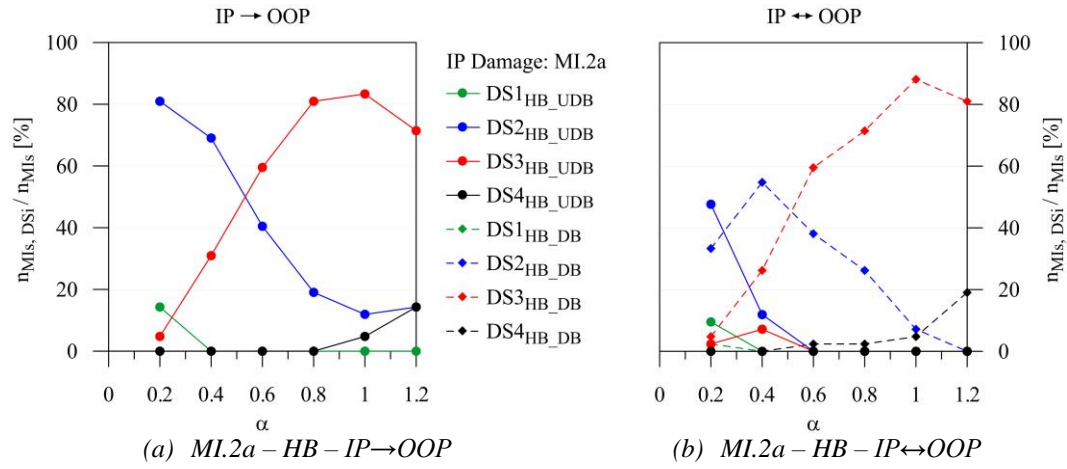 IP → OOP
100
80
60
40
20
0
n_MIs, DSi / n_MIs [%]
0 0.2 0.4 0.6 0.8 1 1.2
α
IP Damage: MI.2a
DS1_HB_UDB
DS2_HB_UDB
DS3_HB_UDB
DS4_HB_UDB
DS1_HB_DB
DS2_HB_DB
DS3_HB_DB
DS4_HB_DB
IP ↔ OOP
100
80
60
40
20
0
n_MIs, DSi / n_MIs [%]
0 0.2 0.4 0.6 0.8 1 1.2
α
(a) MI.2a – HB – IP→OOP
(b) MI.2a – HB – IP↔OOP